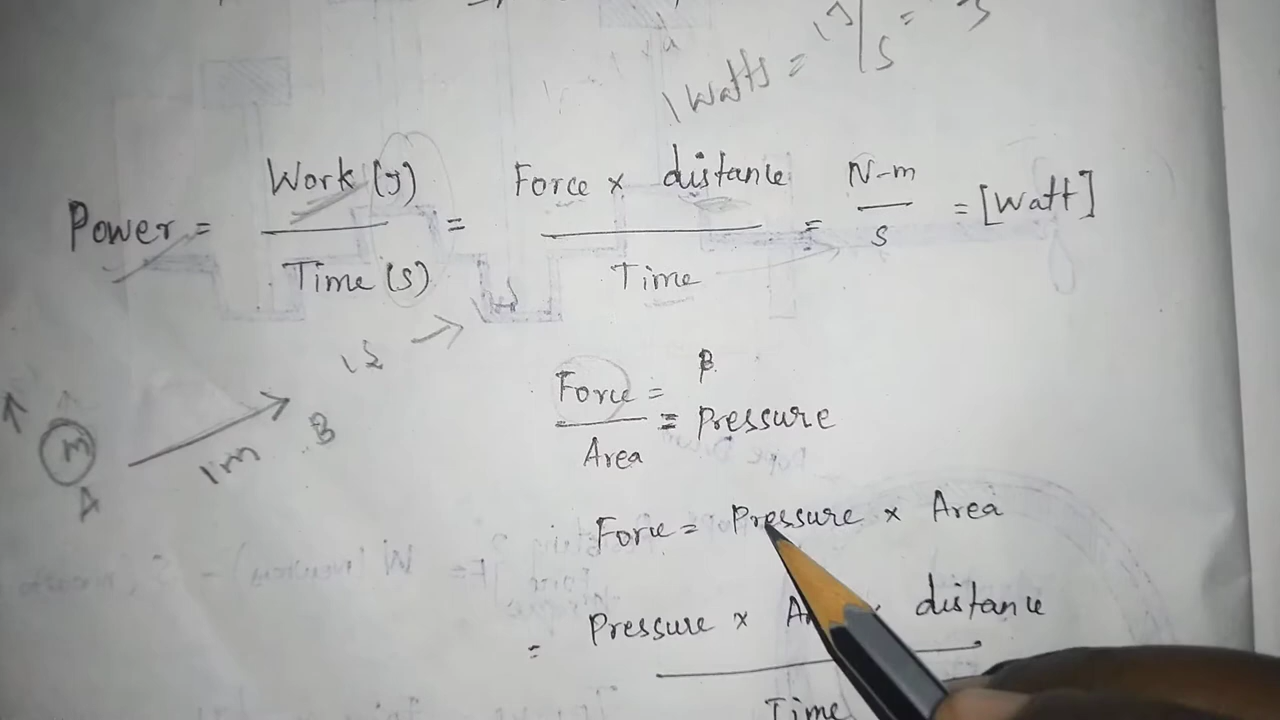 1 Watts = 1J/s =
Power = Work (J) / Time (s) = Force x distance / Time = N-m / s = [Watt]
1S
Force = P
Area = Pressure
M
1m B
A
Force = Pressure x Area
= Pressure x distance
Time